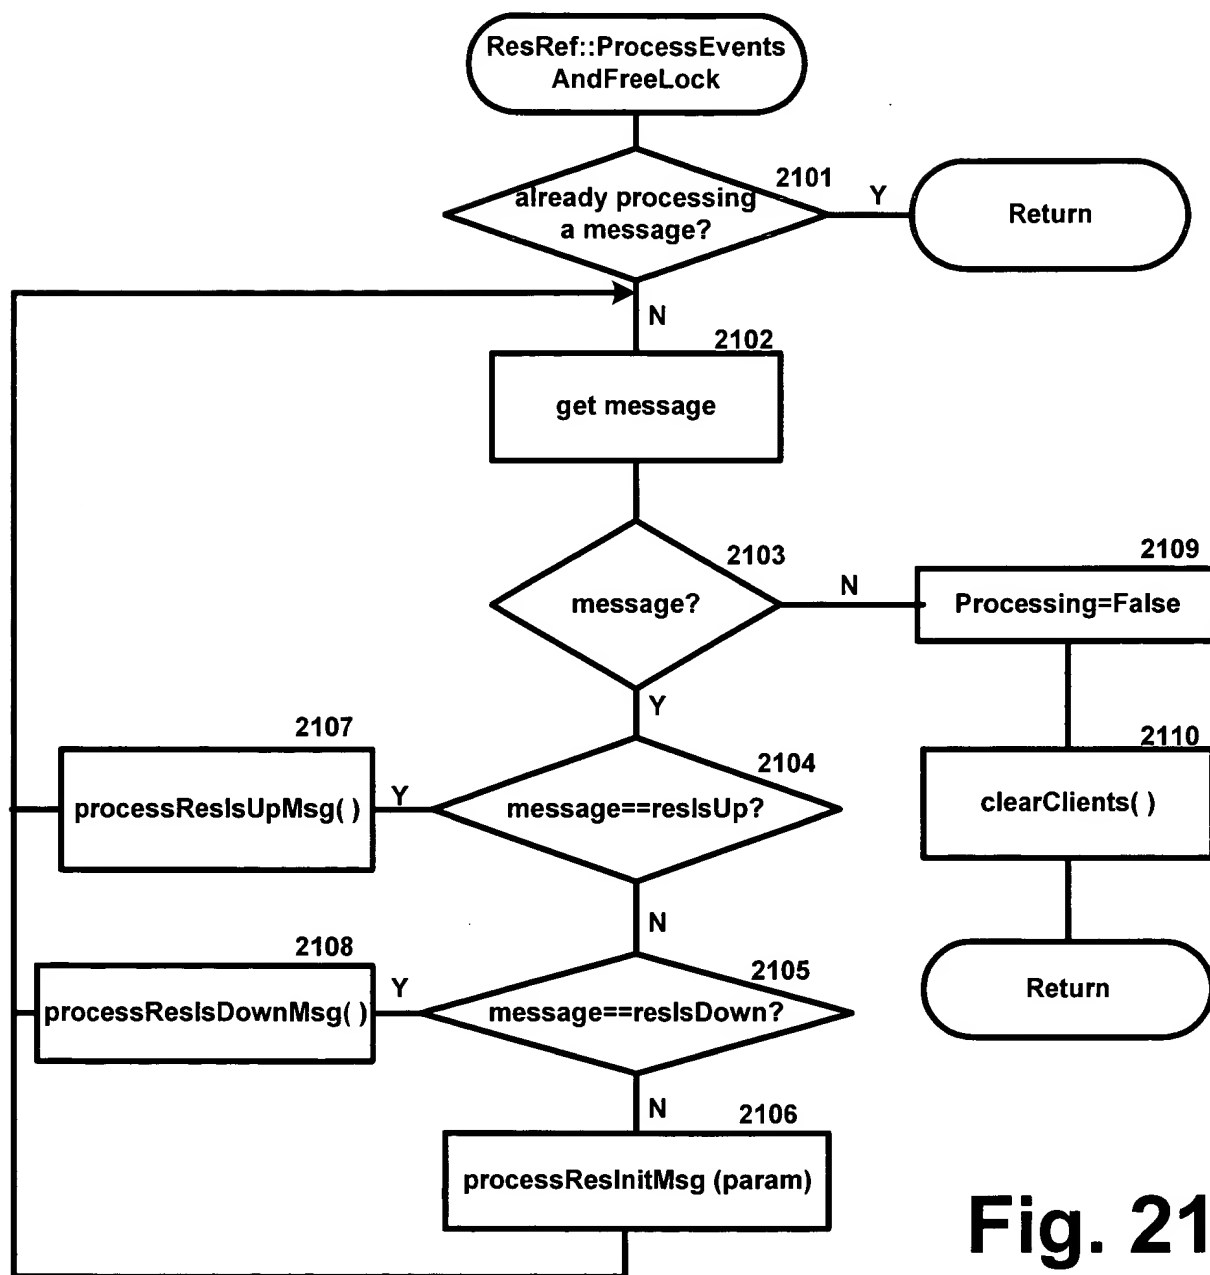 ResRef::ProcessEvents
AndFreeLock
2101
already processing
a message?
Y
Return
N
2102
get message
2103
message?
N
2109
Processing=False
Y
2107
processResIsUpMsg( )
Y
2104
message==resIsUp?
2110
clearClients( )
N
2108
processResIsDownMsg( )
Y
2105
message==resIsDown?
Return
N
2106
processResInitMsg (param)
Fig. 21